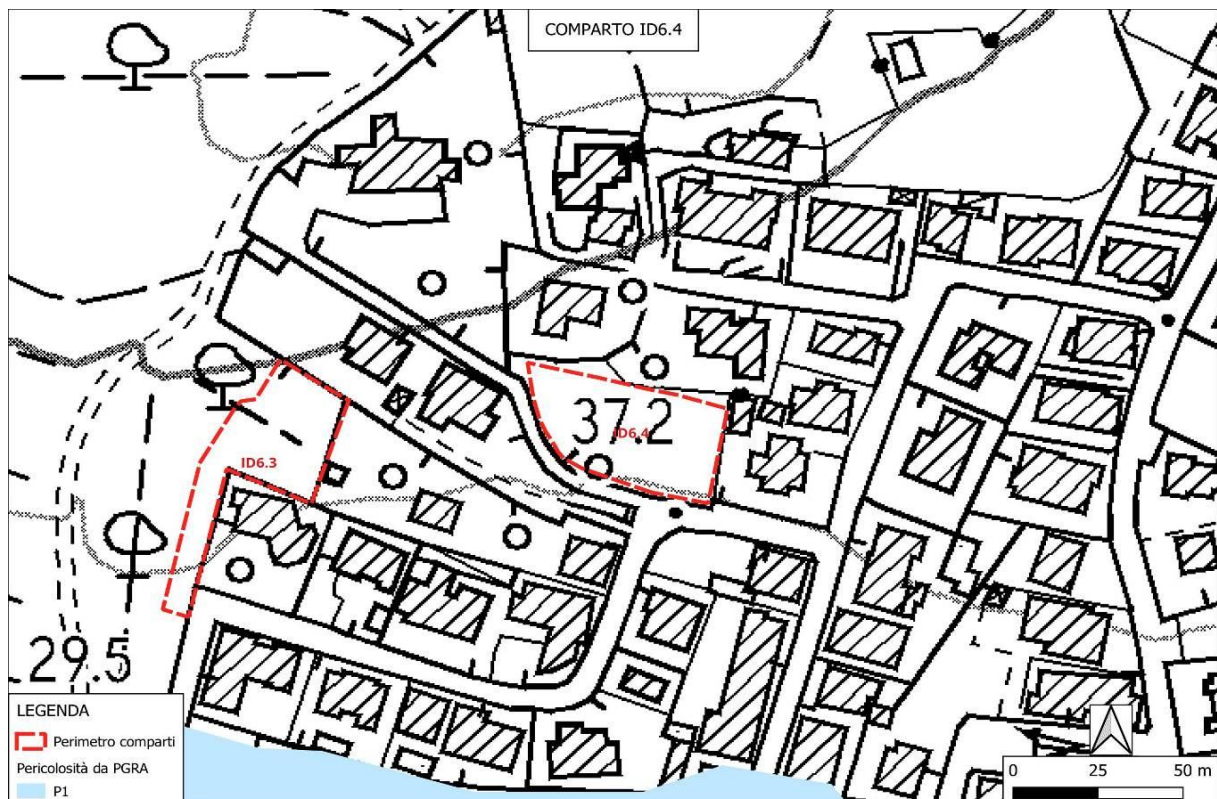 COMPARTO ID6.4
37.2
ID6.4
ID6.3
29.5
LEGENDA
Perimetro comparti
Pericolosità da PGRA
P1
0 25 50 m